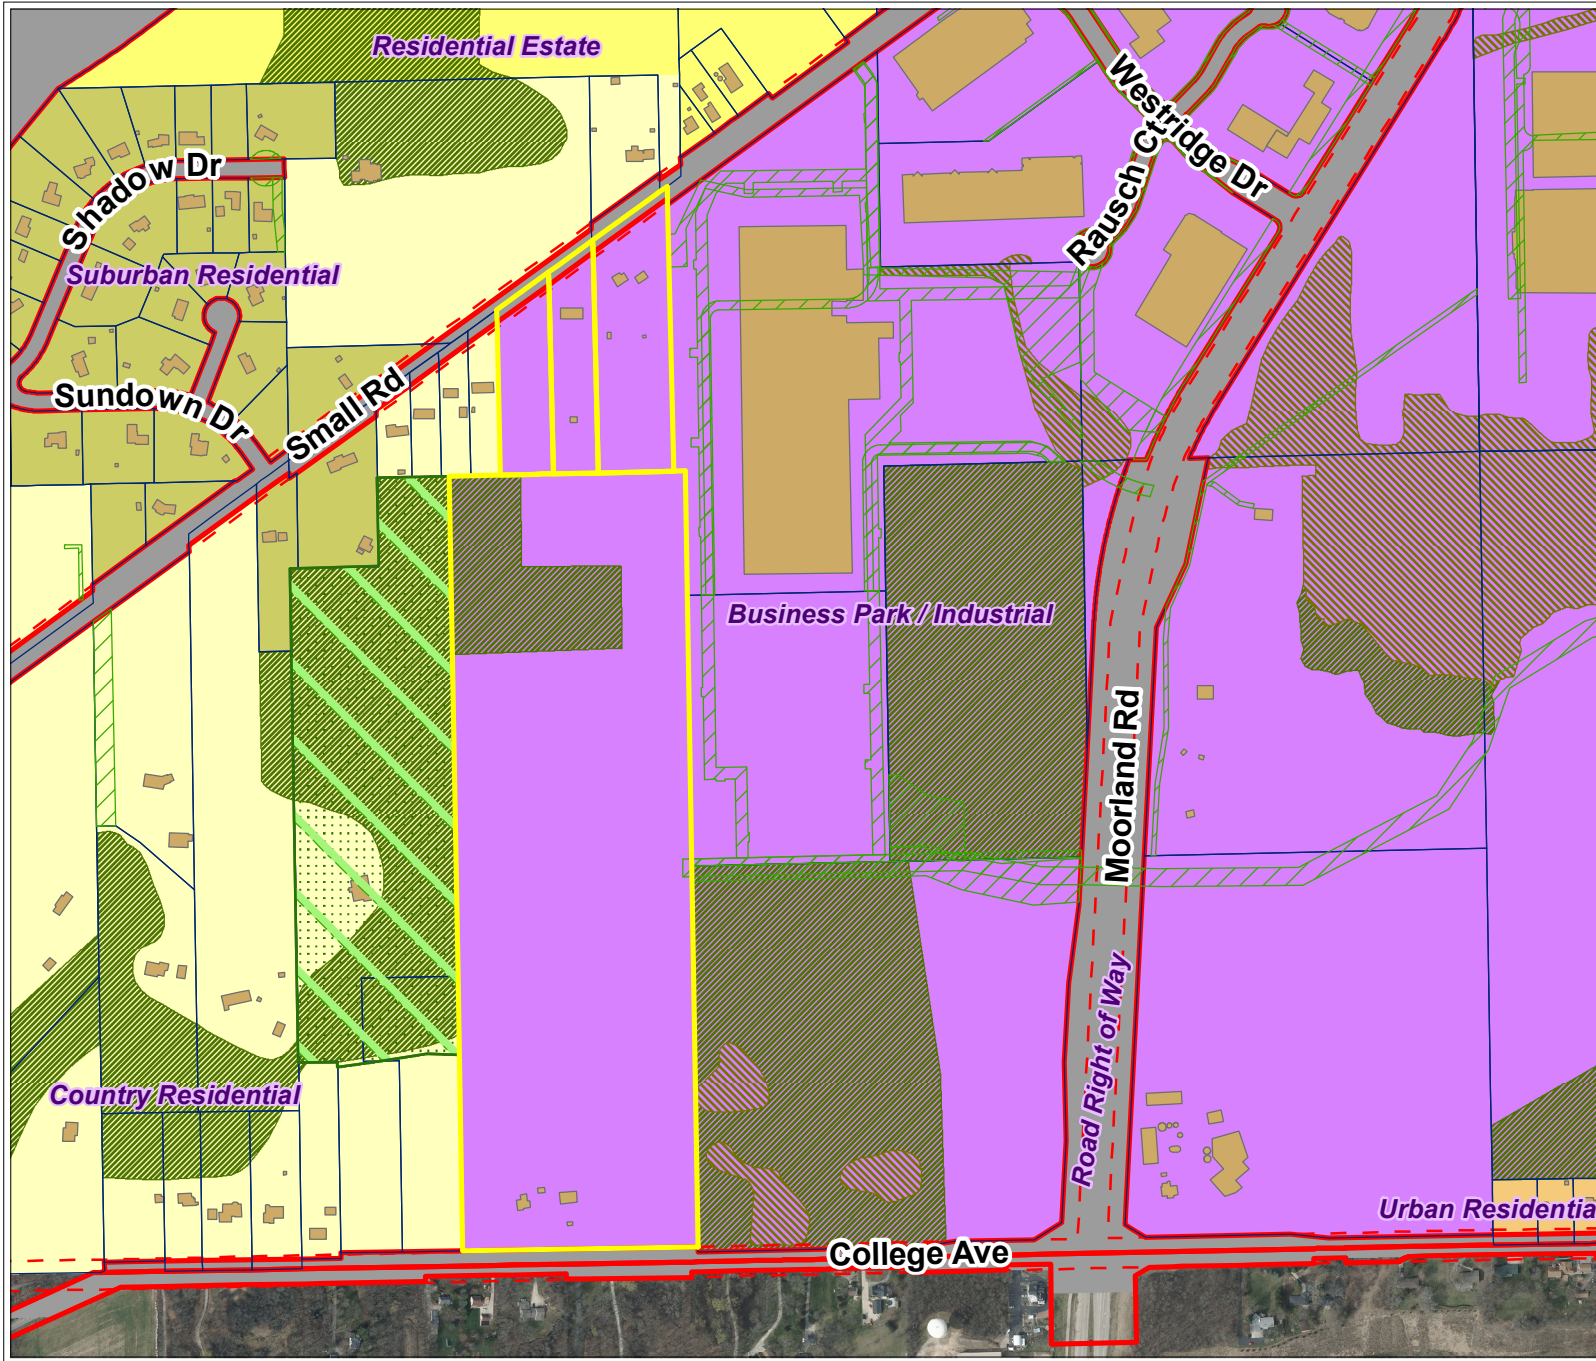 Residential Estate
Westridge Dr
Rausch Ct
Shadow Dr
Suburban Residential
Sundown Dr
Small Rd
Business Park / Industrial
Moorland Rd
Road Right of Way
Country Residential
Urban Residentia
College Ave